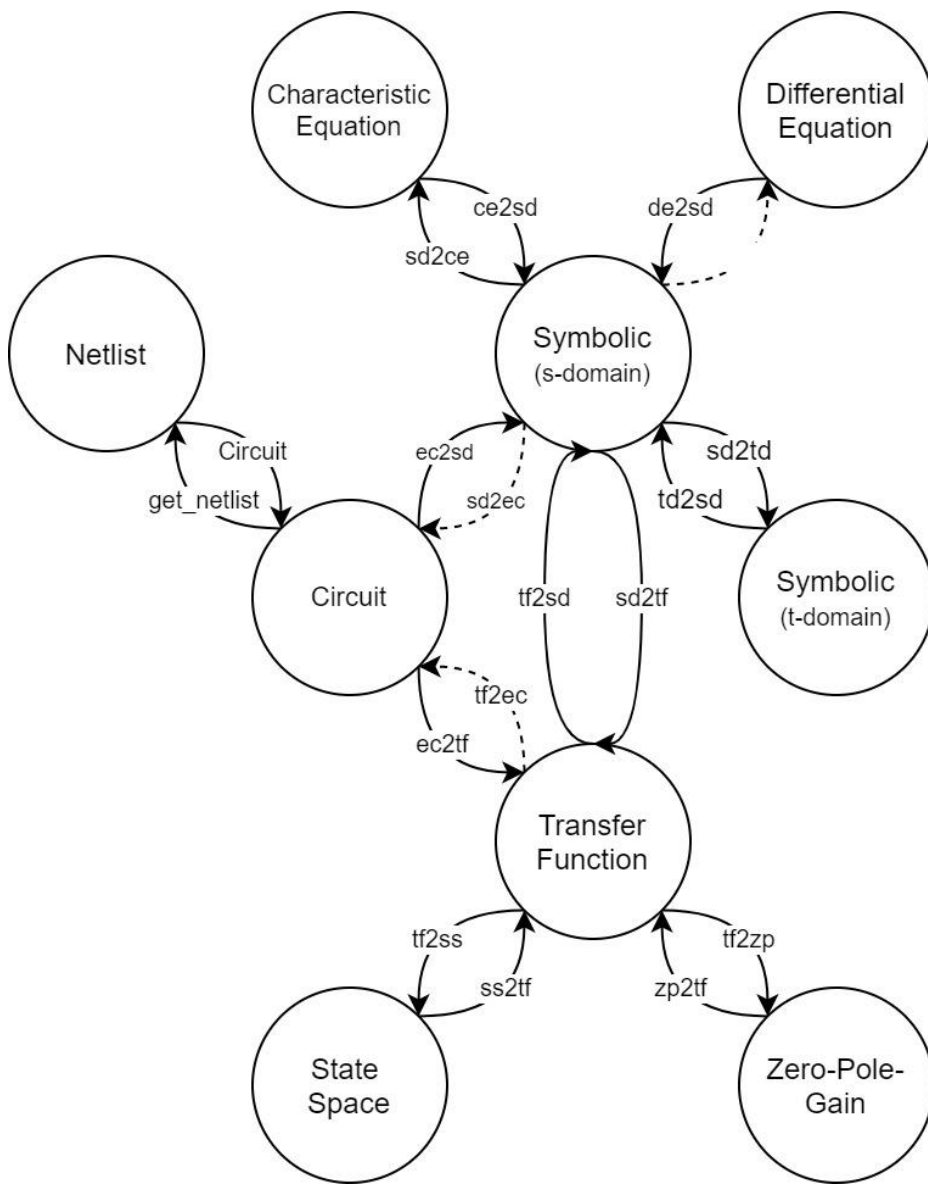 Characteristic
Equation
Differential
Equation
ce2sd
de2sd
sd2ce
Netlist
Symbolic
(s-domain)
Circuit
ec2sd
sd2td
get_netlist
sd2ec
td2sd
Circuit
tf2sd
sd2tf
Symbolic
(t-domain)
tf2ec
ec2tf
Transfer
Function
tf2ss
tf2zp
ss2tf
zp2tf
State
Space
Zero-Pole-
Gain